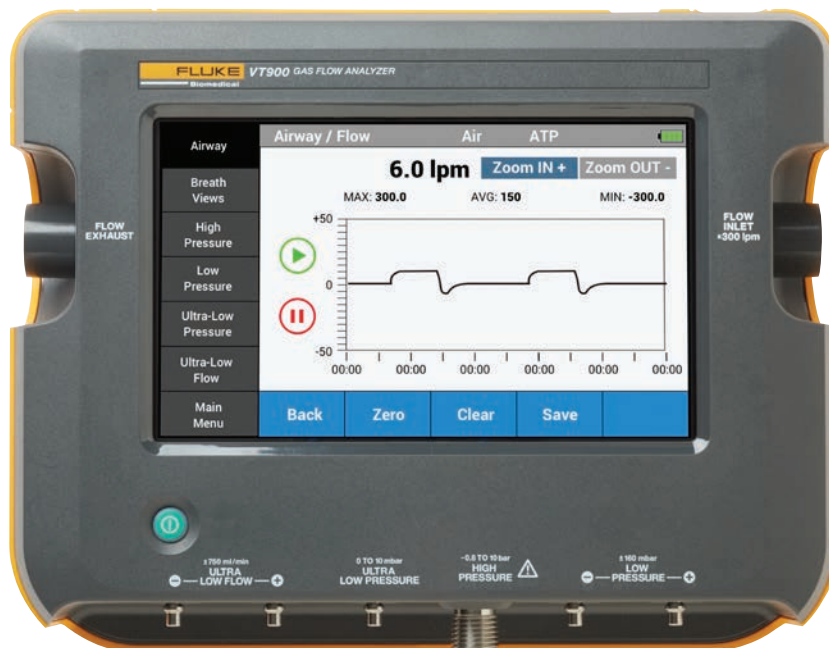 FLUKE VT900 GAS FLOW ANALYZER
Biomedical
Airway
Airway / Flow Air ATP
6.0 lpm Zoom IN + Zoom OUT -
MAX: 300.0 AVG: 150 MIN: -300.0
Breath
Views
High
Pressure
Low
Pressure
Ultra-Low
Pressure
Ultra-Low
Flow
Main
Menu
+50
0
-50
00:00 00:00 00:00 00:00 00:00 00:00
Back Zero Clear Save
FLOW
EXHAUST
FLOW
INLET
±300 lpm
±750 ml/min
ULTRA
LOW FLOW
0 TO 10 mbar
ULTRA
LOW PRESSURE
-0.8 TO 10 bar
HIGH
PRESSURE
±160 mbar
LOW
PRESSURE